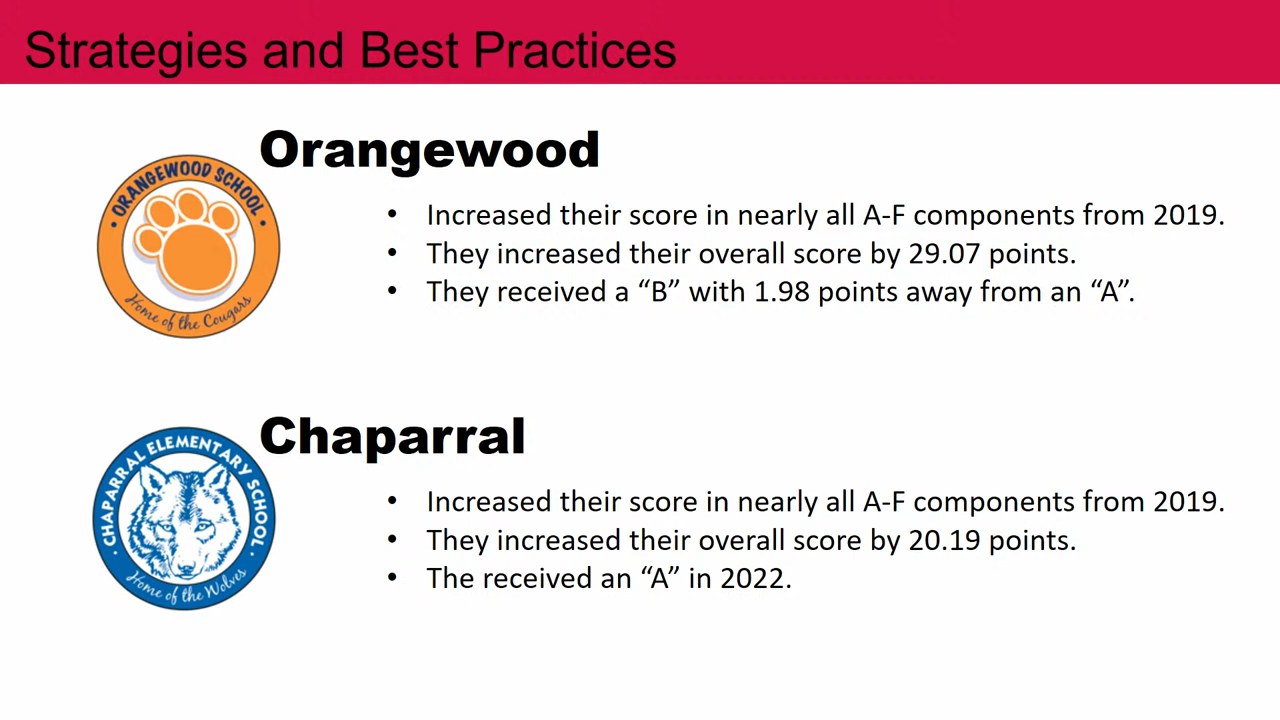 Strategies and Best Practices
Orangewood
ORANGEWOOD SCHOOL
Home of the Cougars
• Increased their score in nearly all A-F components from 2019.
• They increased their overall score by 29.07 points.
• They received a “B” with 1.98 points away from an “A”.
Chaparral
CHAPARRAL ELEMENTARY SCHOOL
Home of the Wolves
• Increased their score in nearly all A-F components from 2019.
• They increased their overall score by 20.19 points.
• The received an “A” in 2022.